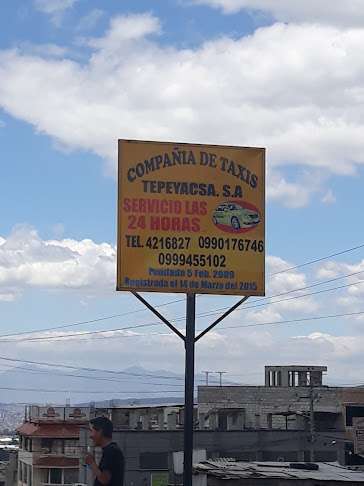 COMPAÑIA DE TAXIS
TEPEYACSA. S.A
SERVICIO LAS
24 HORAS
TEL. 4216827 0990176746
0999455102
Fundada 5 Feb. 2009
Registrada el 14 de Marzo Del 2015